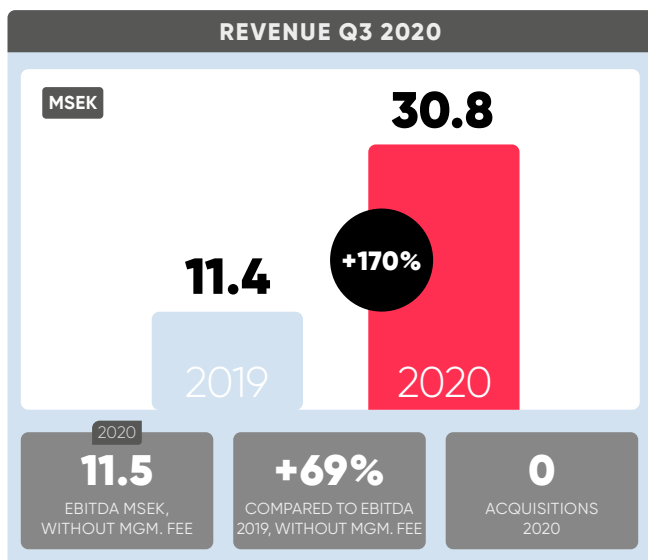 REVENUE Q3 2020
MSEK
30.8
+170%
11.4
2019
2020
2020
11.5
EBITDA MSEK,
WITHOUT MGM. FEE
+69%
COMPARED TO EBITDA
2019, WITHOUT MGM. FEE
0
ACQUISITIONS
2020